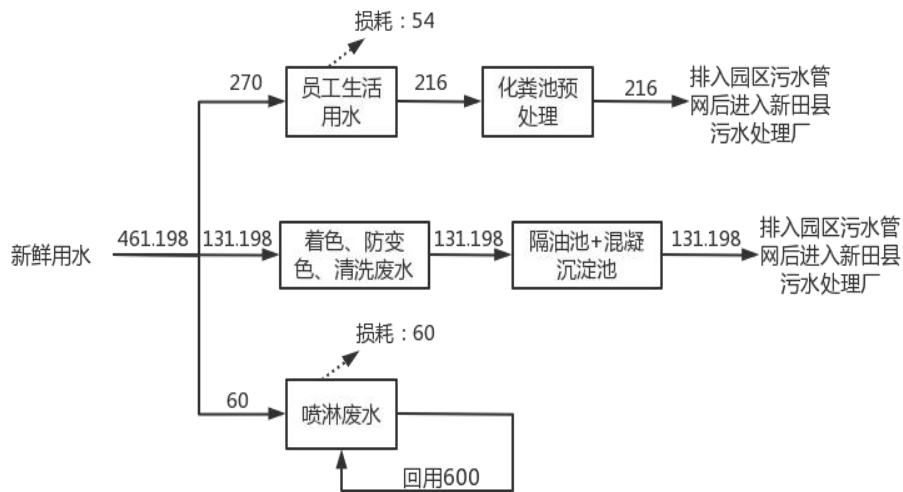 损耗：54
270
员工生活
用水
216
化粪池预
处理
216
排入园区污水管
网后进入新田县
污水处理厂
新鲜用水
461.198
131.198
着色、防变
色、清洗废水
131.198
隔油池+混凝
沉淀池
131.198
排入园区污水管
网后进入新田县
污水处理厂
损耗：60
60
喷淋废水
回用600